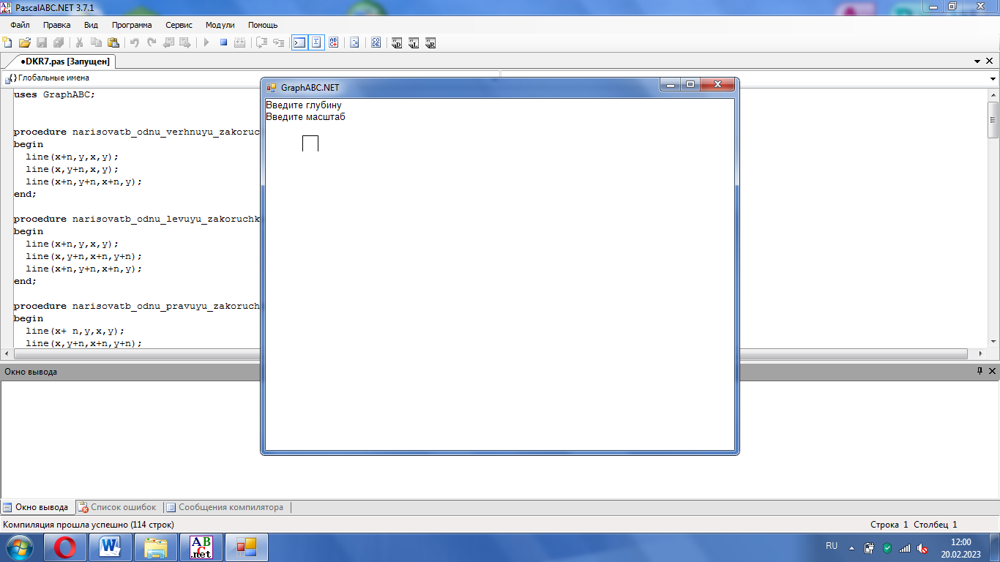 PascalABC.NET 3.7.1
Файл Правка Вид Программа Сервис Модули Помощь
•DKR7.pas [Запущен]
{} Глобальные имена
uses GraphABC;
procedure narisovatb_odnu_verhnuyu_zakoruc
begin
line(x+n,y,x,y);
line(x,y+n,x,y);
line(x+n,y+n,x+n,y);
end;
procedure narisovatb_odnu_levuyu_zakoruchk
begin
line(x+n,y,x,y);
line(x,y+n,x+n,y+n);
line(x+n,y+n,x+n,y);
end;
procedure narisovatb_odnu_pravuyu_zakoruch
begin
line(x+ n,y,x,y);
line(x,y+n,x+n,y+n);
GraphABC.NET
Введите глубину
Введите масштаб
Окно вывода
Окно вывода Список ошибок Сообщения компилятора
Компиляция прошла успешно (114 строк)
Строка 1 Столбец 1
RU
12:00
20.02.2023